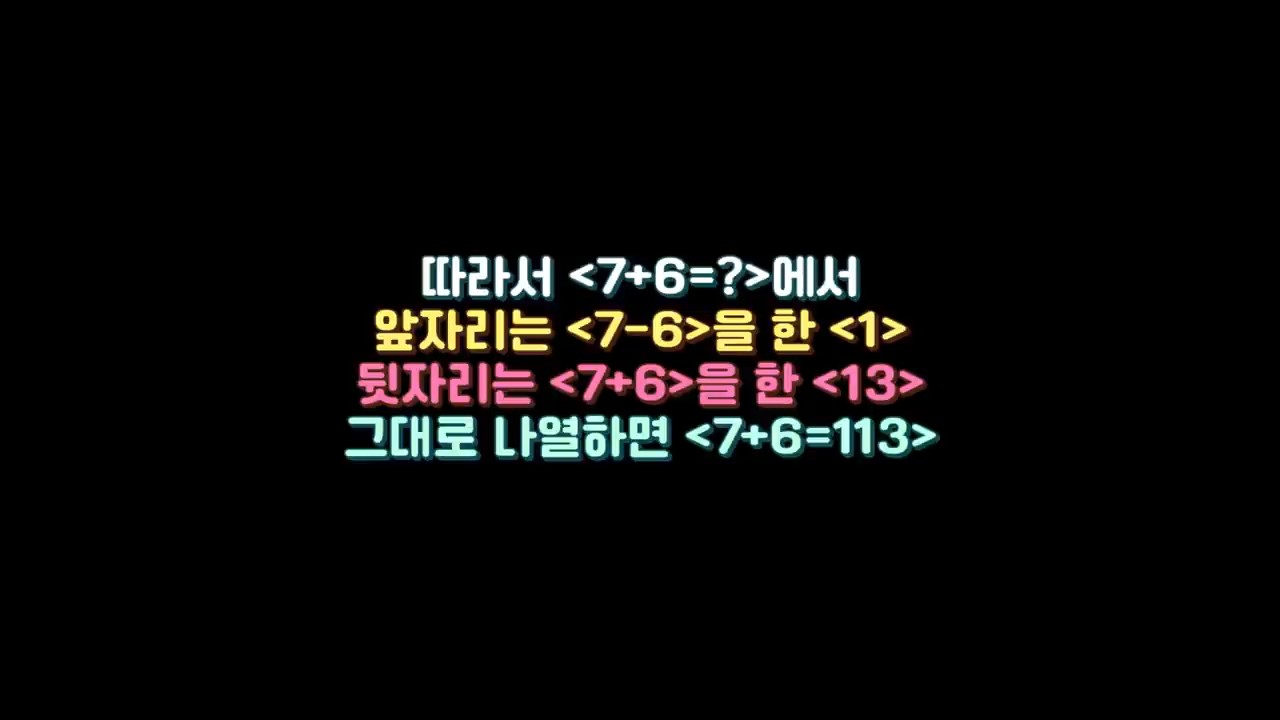 따라서 <7+6=?>에서
앞자리는 <7-6>을 한 <1>
뒷자리는 <7+6>을 한 <13>
그대로 나열하면 <7+6=113>